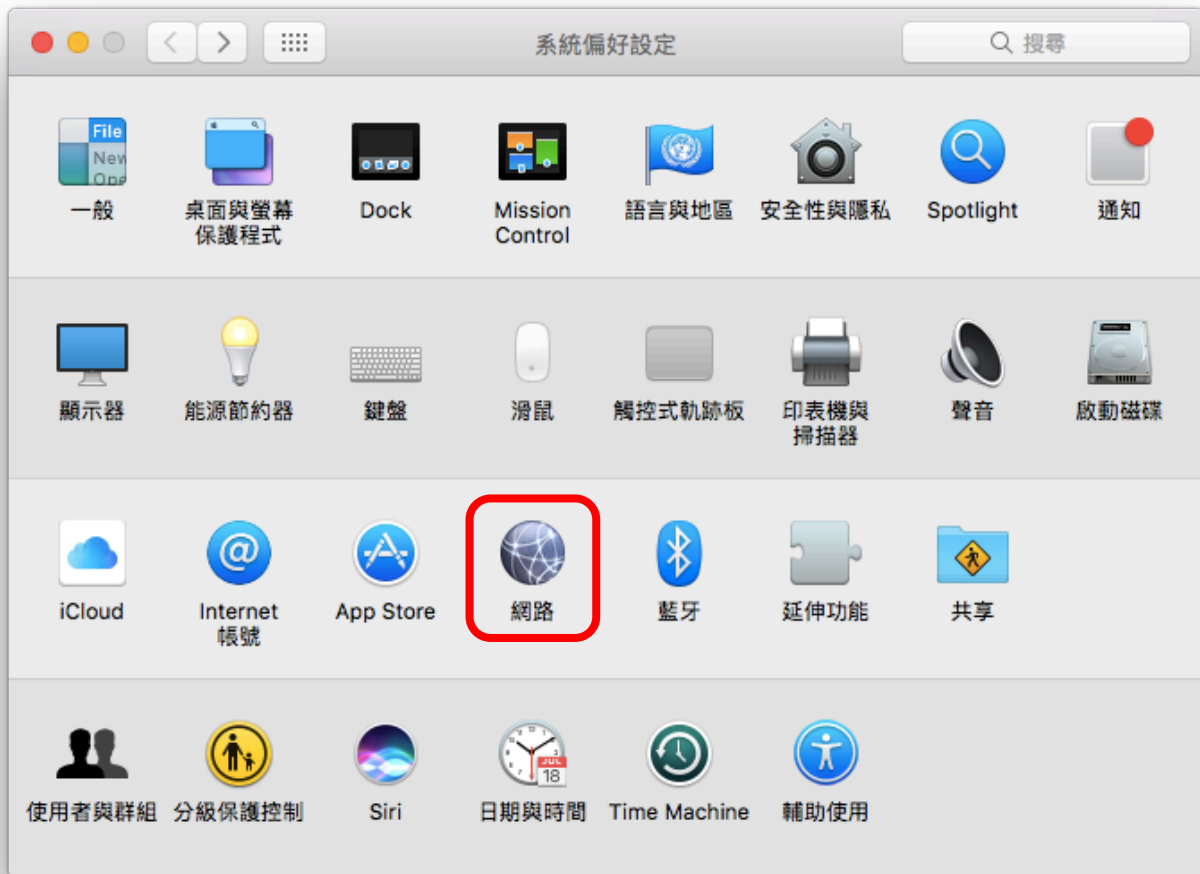 系統偏好設定
搜尋
File
New
Ope
一般
桌面與螢幕
保護程式
Dock
Mission
Control
語言與地區
安全性與隱私
Spotlight
通知
顯示器
能源節約器
鍵盤
滑鼠
觸控式軌跡板
印表機與
掃描器
聲音
啟動磁碟
iCloud
Internet
帳號
App Store
網路
藍牙
延伸功能
共享
使用者與群組
分級保護控制
Siri
JUL
18
日期與時間
Time Machine
輔助使用